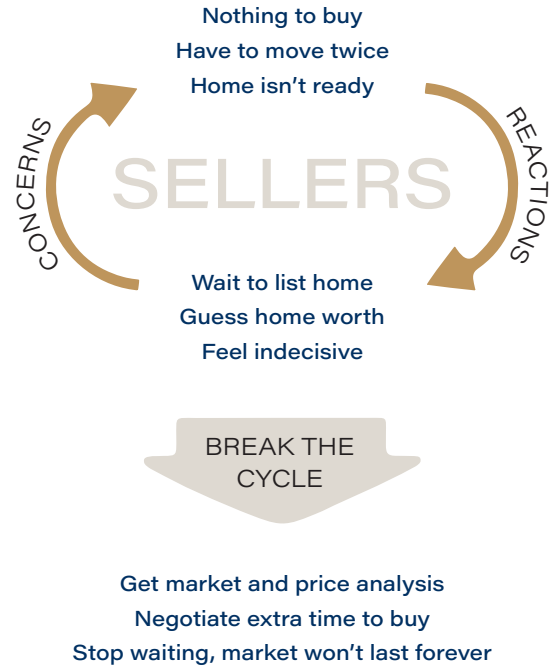 Nothing to buy
Have to move twice
Home isn’t ready
CONCERNS
SELLERS
REACTIONS
Wait to list home
Guess home worth
Feel indecisive
BREAK THE
CYCLE
Get market and price analysis
Negotiate extra time to buy
Stop waiting, market won’t last forever